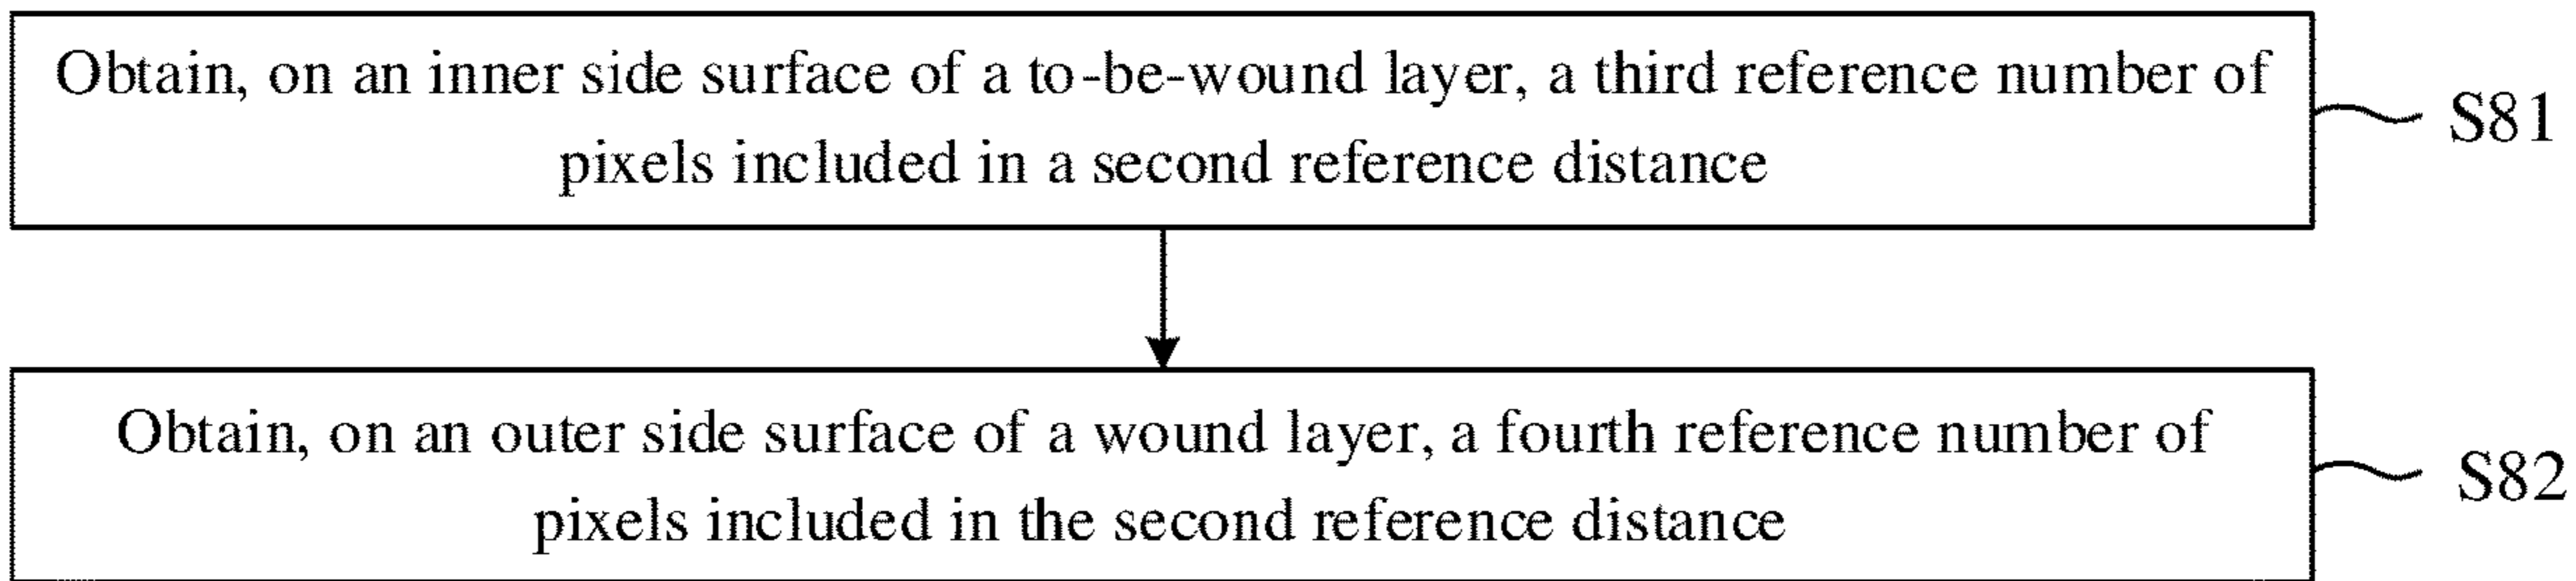 Obtain, on an inner side surface of a to-be-wound layer, a third reference number of
pixels included in a second reference distance
S81
Obtain, on an outer side surface of a wound layer, a fourth reference number of
pixels included in the second reference distance
S82